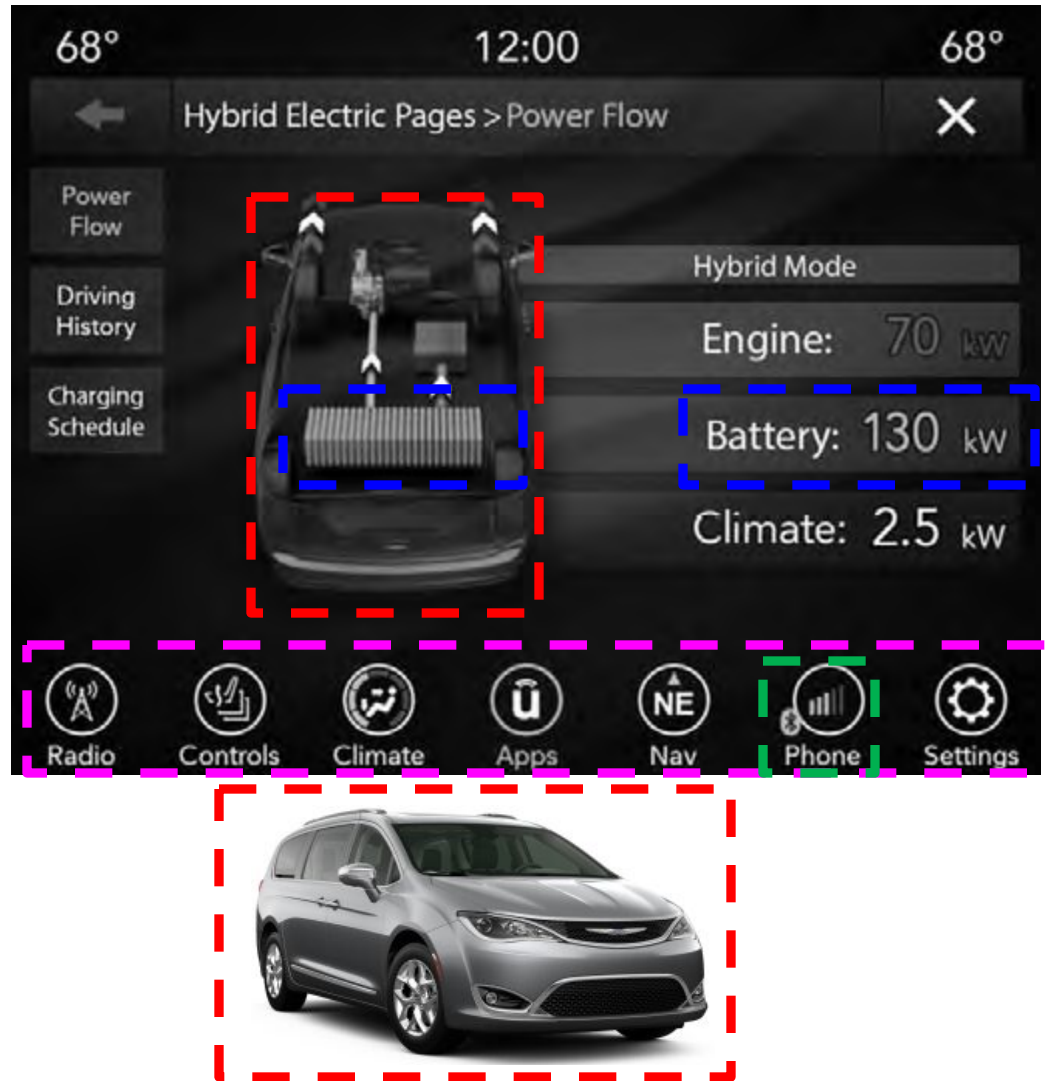 68° 12:00 68°
Hybrid Electric Pages > Power Flow
Power
Flow
Driving
History
Charging
Schedule
Hybrid Mode
Engine: 70 kW
Battery: 130 kW
Climate: 2.5 kW
NE
Radio Controls Climate Apps Nav Phone Settings